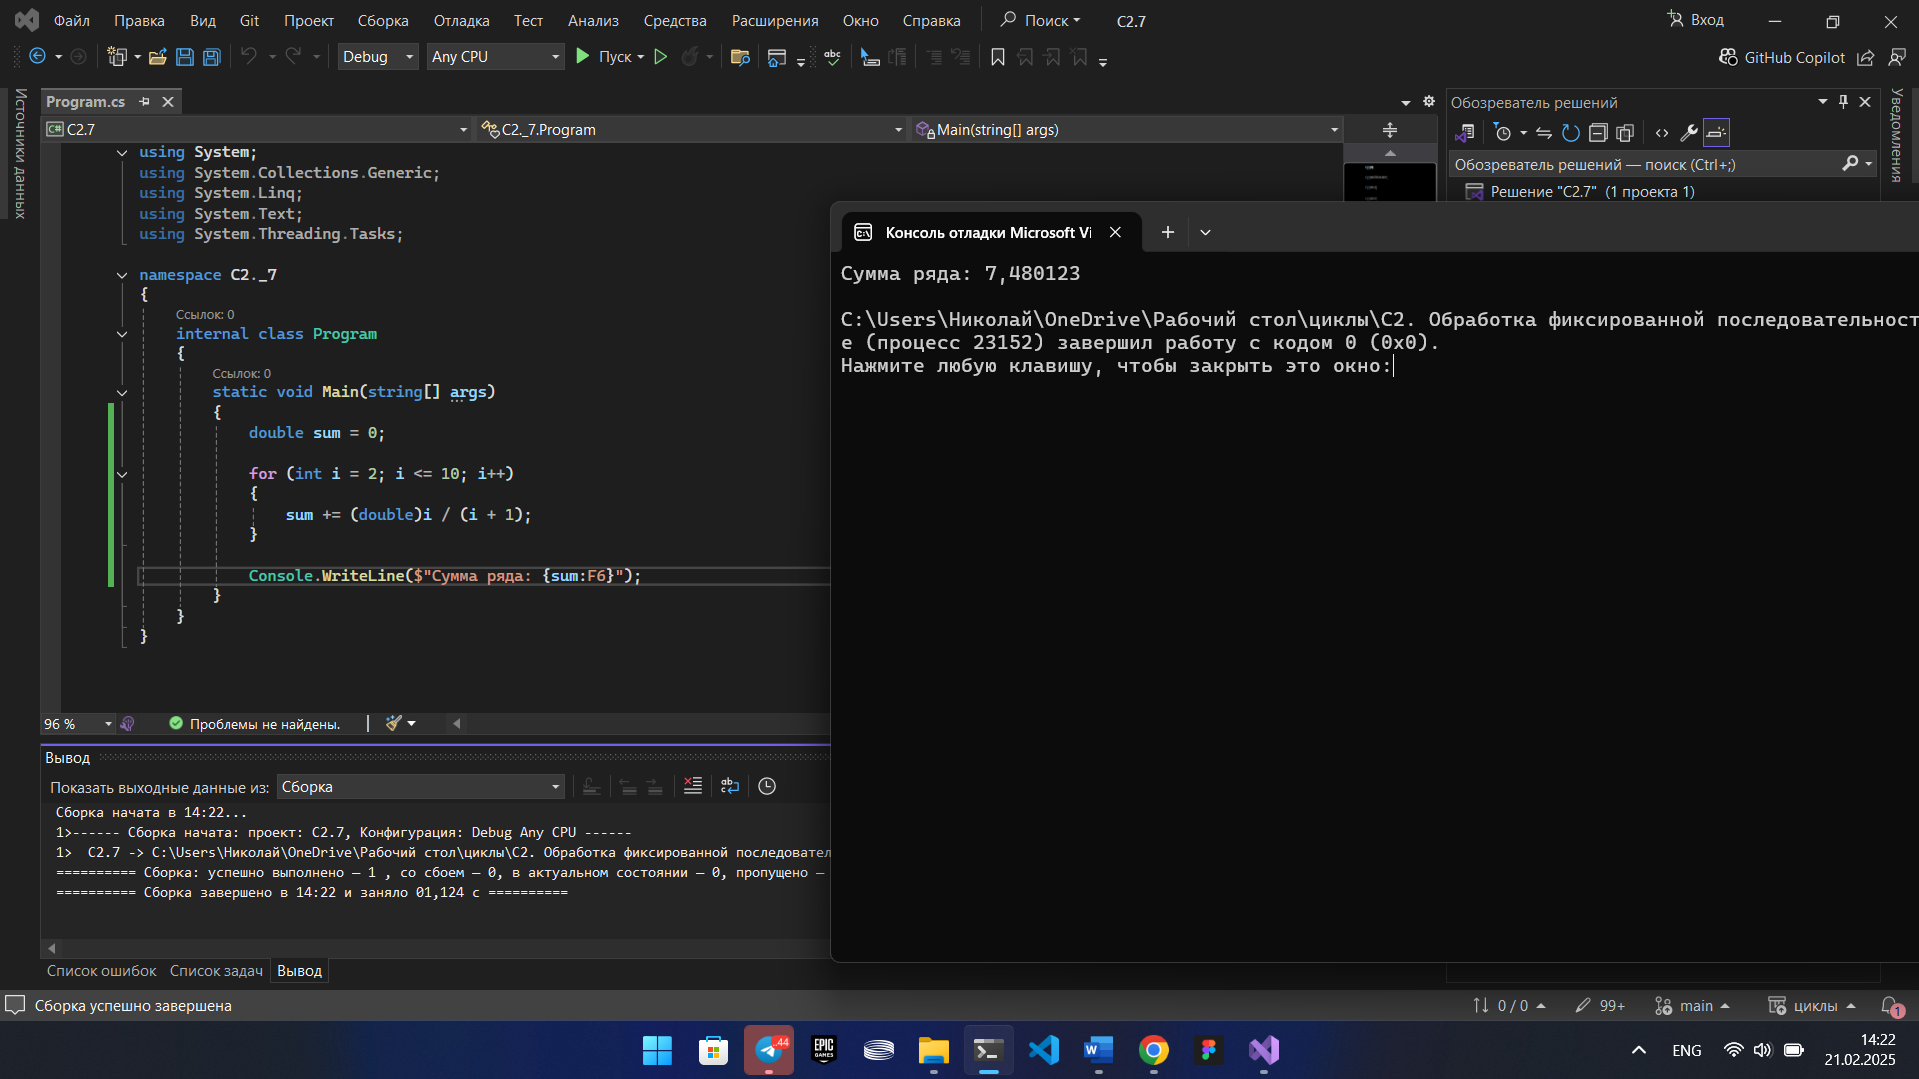 Файл Правка Вид Git Проект Сборка Отладка Тест Анализ Средства Расширения Окно Справка Поиск C2.7 Вход
Debug Any CPU Пуск abc GitHub Copilot
Источники данных
Program.cs
C2.7 C2._7.Program Main(string[] args)
using System;
using System.Collections.Generic;
using System.Linq;
using System.Text;
using System.Threading.Tasks;
namespace C2._7
{
Ссылок: 0
internal class Program
{
Ссылок: 0
static void Main(string[] args)
{
double sum = 0;
for (int i = 2; i <= 10; i++)
{
sum += (double)i / (i + 1);
}
Console.WriteLine($"Сумма ряда: {sum:F6}");
}
}
}
96 % Проблемы не найдены.
Обозреватель решений
Обозреватель решений — поиск (Ctrl+;)
Решение "C2.7" (1 проекта 1)
Уведомления
Консоль отладки Microsoft Vi
Сумма ряда: 7,480123
C:\Users\Николай\OneDrive\Рабочий стол\циклы\C2. Обработка фиксированной последовательност
е (процесс 23152) завершил работу с кодом 0 (0x0).
Нажмите любую клавишу, чтобы закрыть это окно:
Вывод
Показать выходные данные из: Сборка
Сборка начата в 14:22...
1>------ Сборка начата: проект: C2.7, Конфигурация: Debug Any CPU ------
1>  C2.7 -> C:\Users\Николай\OneDrive\Рабочий стол\циклы\C2. Обработка фиксированной последовател
========== Сборка: успешно выполнено — 1 , со сбоем — 0, в актуальном состоянии — 0, пропущено —
========== Сборка завершено в 14:22 и заняло 01,124 с ==========
Список ошибок Список задач Вывод
Сборка успешно завершена 0 / 0 99+ main циклы 1
..44 EPIC GAMES ENG 14:22
21.02.2025